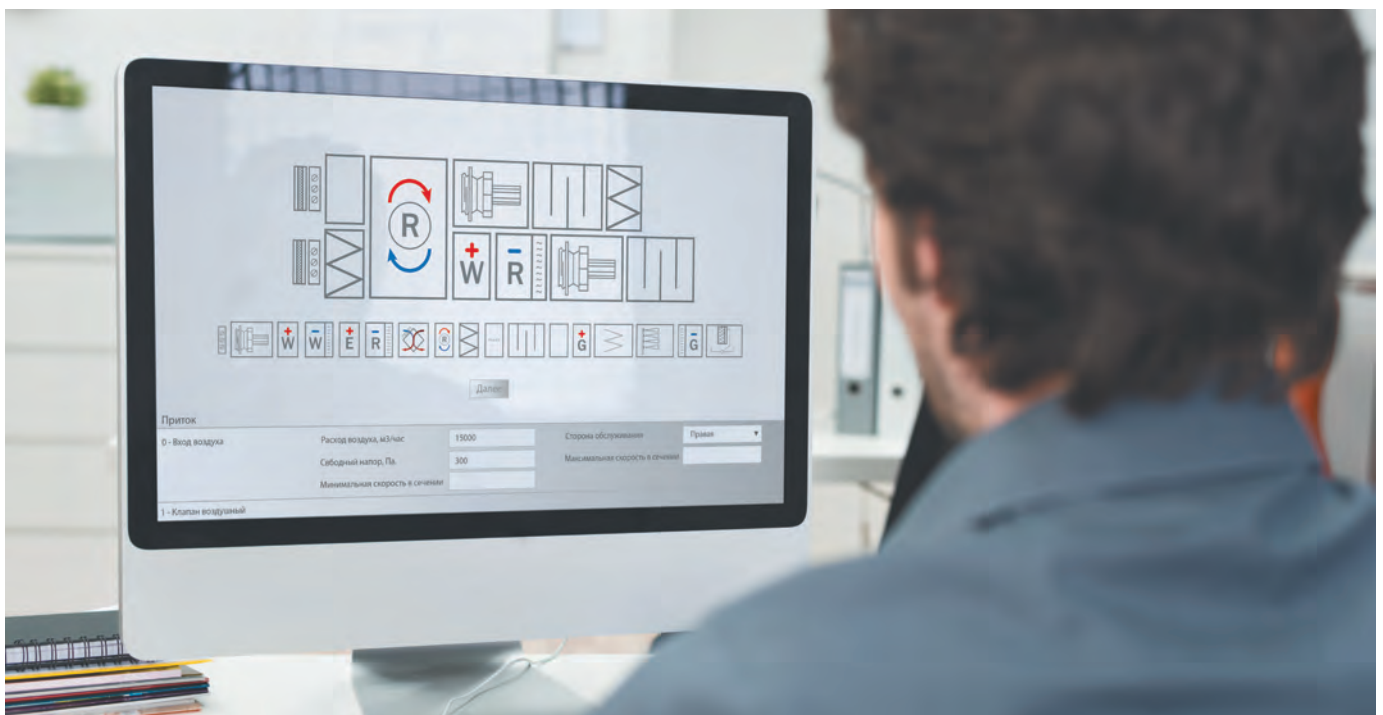 R
+ W
- R
+ W
- W
+ E
- R
R
+ G
- G
Далее
Приток
0 - Вход воздуха
Расход воздуха, м3/час 15000 Сторона обслуживания Правая
Свбодный напор, Па 300 Максимальная скорость в сечении
Минимальная скорость в сечении
1 - Клапан воздушный